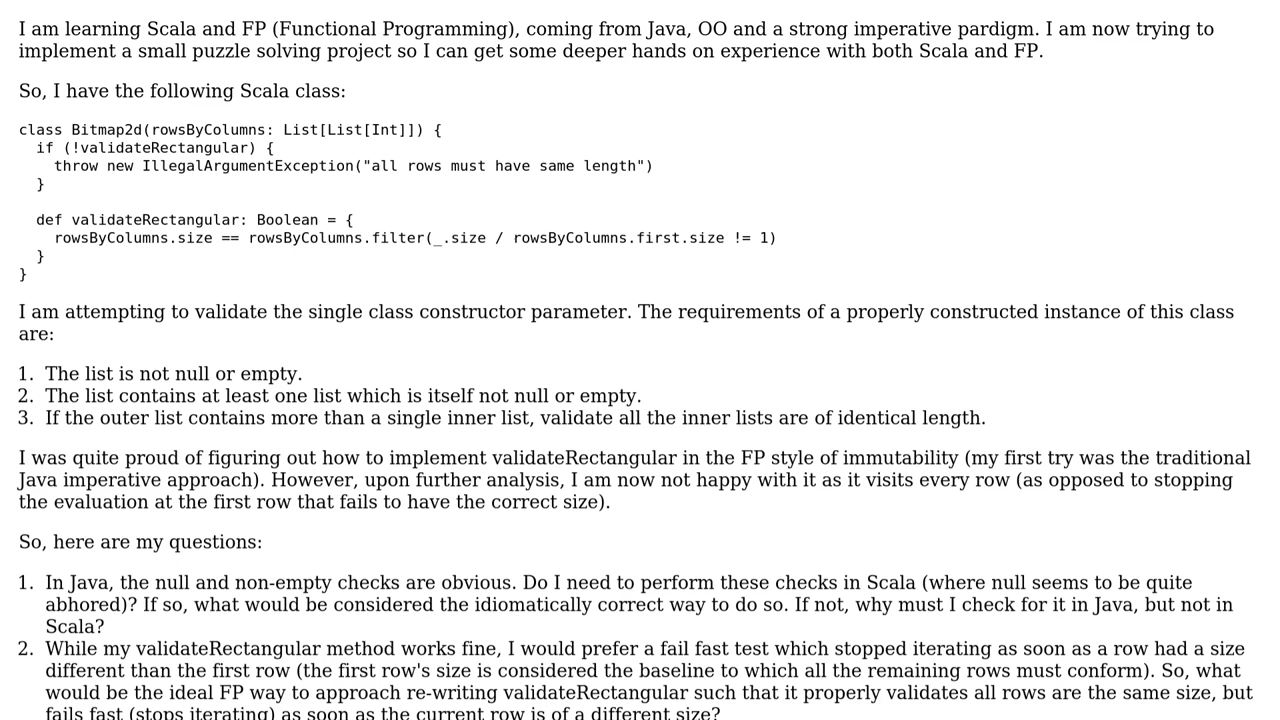 I am learning Scala and FP (Functional Programming), coming from Java, OO and a strong imperative pardigm. I am now trying to
implement a small puzzle solving project so I can get some deeper hands on experience with both Scala and FP.
So, I have the following Scala class:
class Bitmap2d(rowsByColumns: List[List[Int]]) {
  if (!validateRectangular) {
    throw new IllegalArgumentException("all rows must have same length")
  }
  def validateRectangular: Boolean = {
    rowsByColumns.size == rowsByColumns.filter(_.size / rowsByColumns.first.size != 1)
  }
}
I am attempting to validate the single class constructor parameter. The requirements of a properly constructed instance of this class
are:
1. The list is not null or empty.
2. The list contains at least one list which is itself not null or empty.
3. If the outer list contains more than a single inner list, validate all the inner lists are of identical length.
I was quite proud of figuring out how to implement validateRectangular in the FP style of immutability (my first try was the traditional
Java imperative approach). However, upon further analysis, I am now not happy with it as it visits every row (as opposed to stopping
the evaluation at the first row that fails to have the correct size).
So, here are my questions:
1. In Java, the null and non-empty checks are obvious. Do I need to perform these checks in Scala (where null seems to be quite
abhored)? If so, what would be considered the idiomatically correct way to do so. If not, why must I check for it in Java, but not in
Scala?
2. While my validateRectangular method works fine, I would prefer a fail fast test which stopped iterating as soon as a row had a size
different than the first row (the first row's size is considered the baseline to which all the remaining rows must conform). So, what
would be the ideal FP way to approach re-writing validateRectangular such that it properly validates all rows are the same size, but
fails fast (stops iterating) as soon as the current row is of a different size?